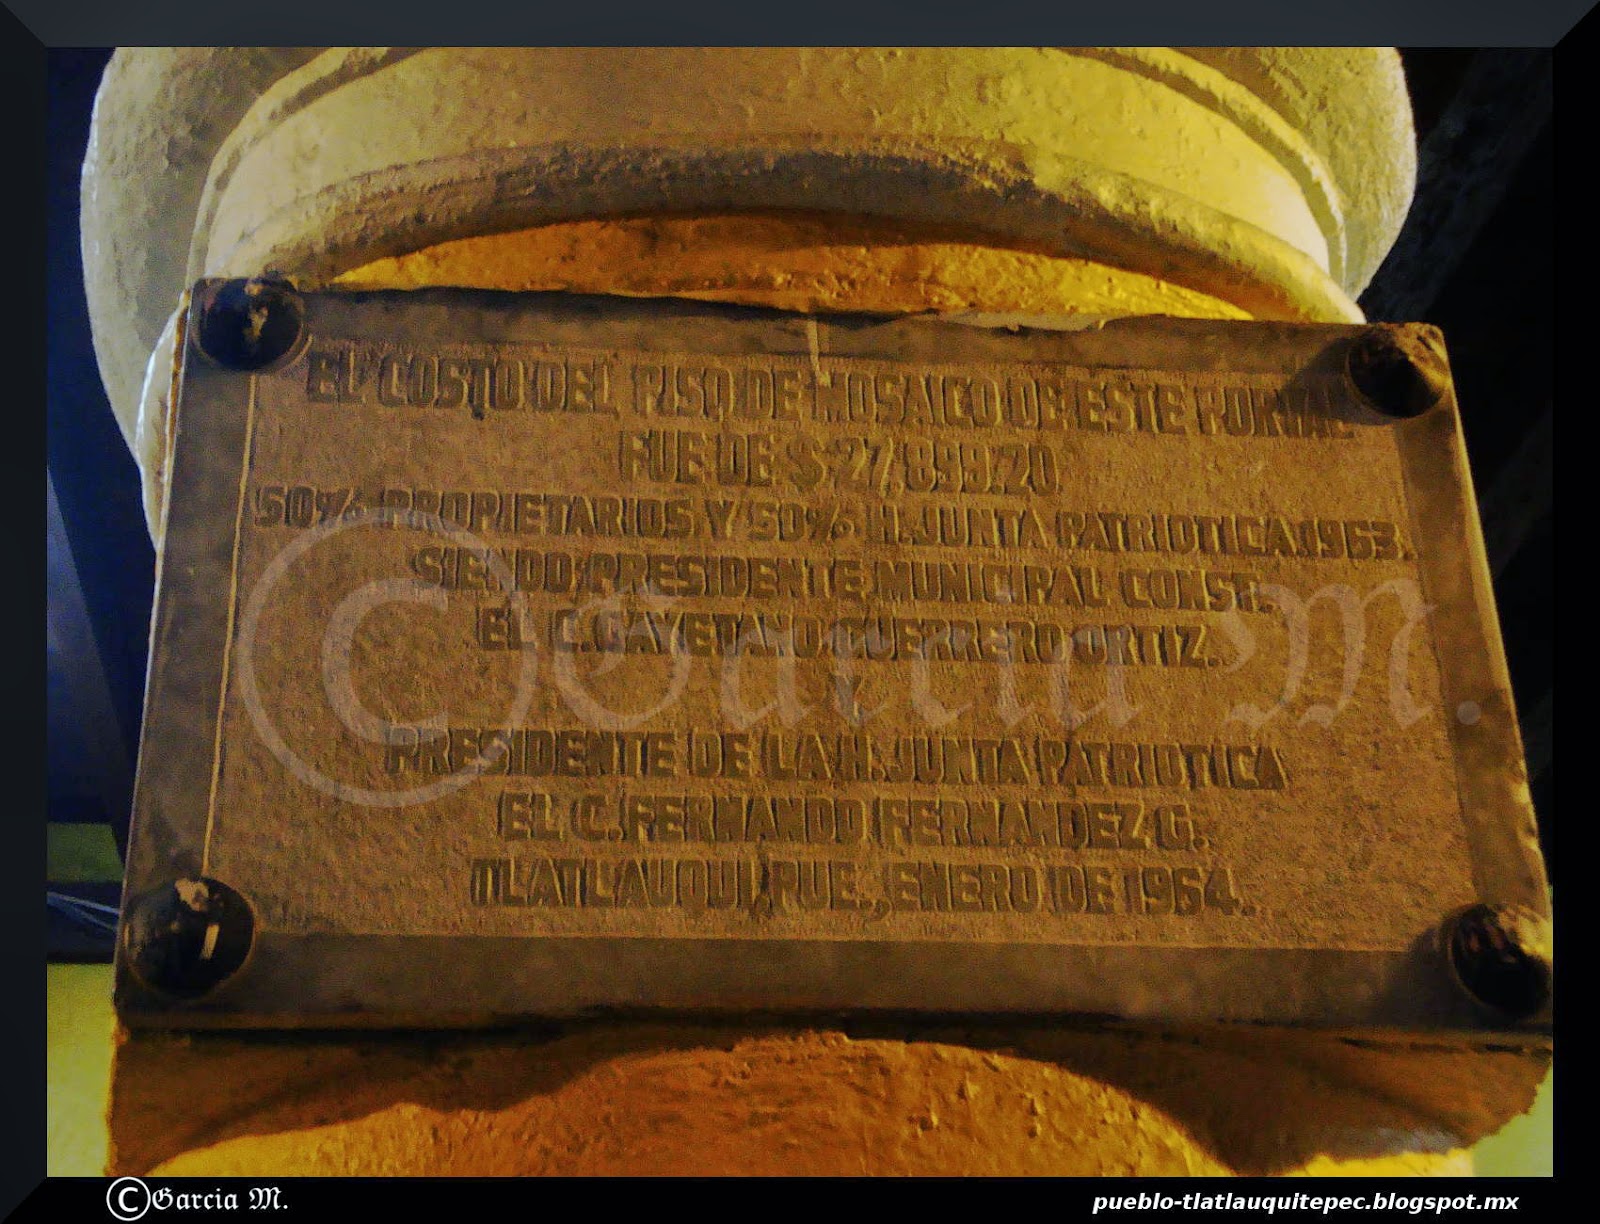 EL COSTO DEL PISO DE MOSAICO DE ESTE PORTAL
FUE DE $ 27,899.20
50% PROPIETARIOS Y 50% H. JUNTA PATRIOTICA 1963.
SIENDO PRESIDENTE MUNICIPAL CONST.
EL C. CAYETANO GUERRERO ORTIZ.
Y
PRESIDENTE DE LA H. JUNTA PATRIOTICA
EL C. FERNANDO FERNANDEZ G.
TLATLAUQUI, PUE., ENERO DE 1964.
© Garcia M.
© Garcia M.
pueblo-tlatlauquitepec.blogspot.mx